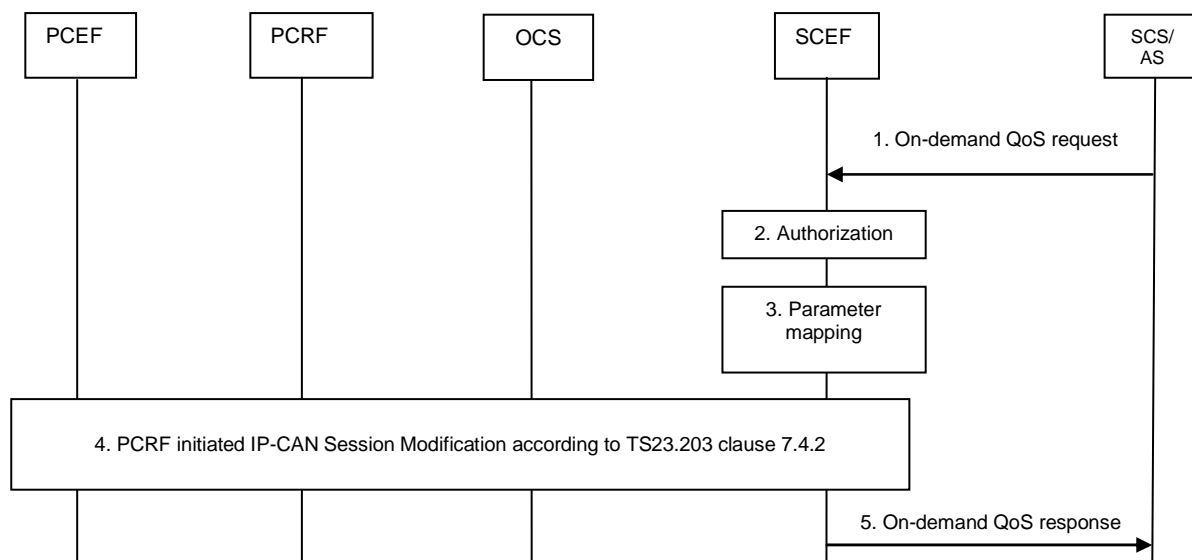 PCEF
PCRF
OCS
SCEF
SCS/
AS
1. On-demand QoS request
2. Authorization
3. Parameter
mapping
4. PCRF initiated IP-CAN Session Modification according to TS23.203 clause 7.4.2
5. On-demand QoS response